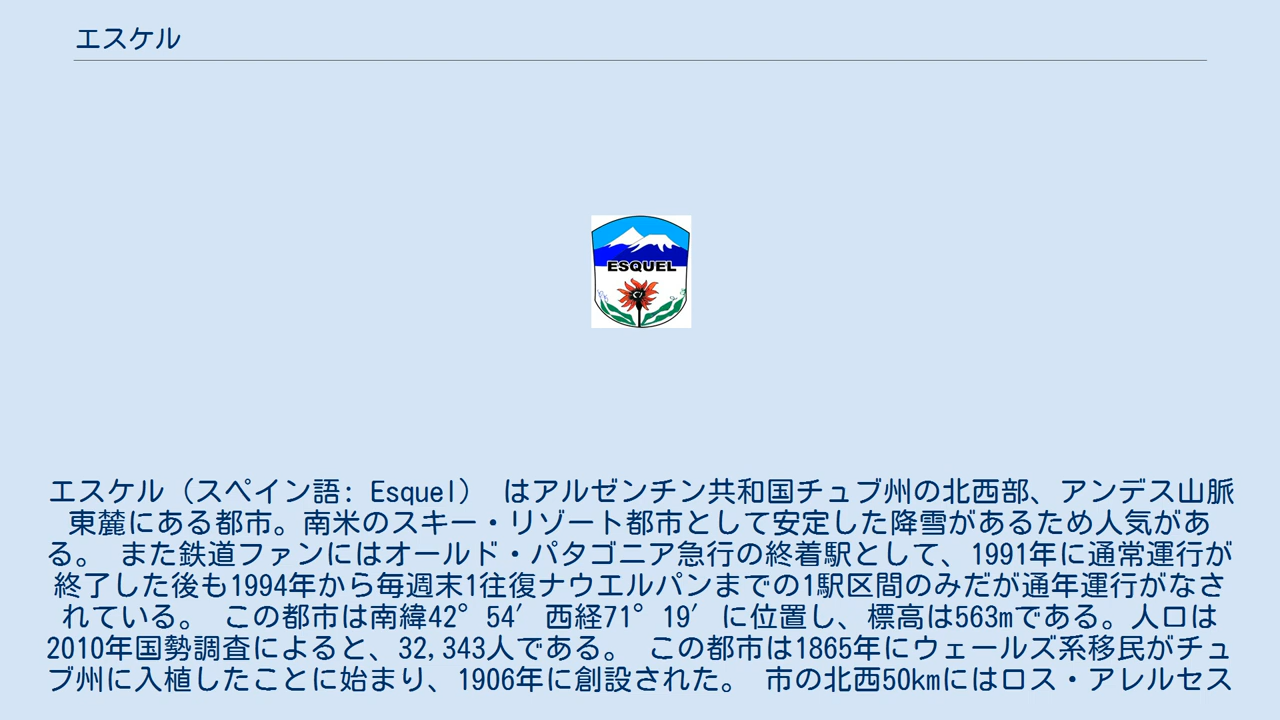 エスケル
ESQUEL
エスケル（スペイン語: Esquel） はアルゼンチン共和国チュブ州の北西部、アンデス山脈
東麓にある都市。南米のスキー・リゾート都市として安定した降雪があるため人気があ
る。 また鉄道ファンにはオールド・パタゴニア急行の終着駅として、1991年に通常運行が
終了した後も1994年から毎週末1往復ナウエルパンまでの1駅区間のみだが通年運行がなさ
れている。 この都市は南緯42°54′西経71°19′に位置し、標高は563mである。人口は
2010年国勢調査によると、32,343人である。 この都市は1865年にウェールズ系移民がチュ
ブ州に入植したことに始まり、1906年に創設された。 市の北西50kmにはロス・アレルセス